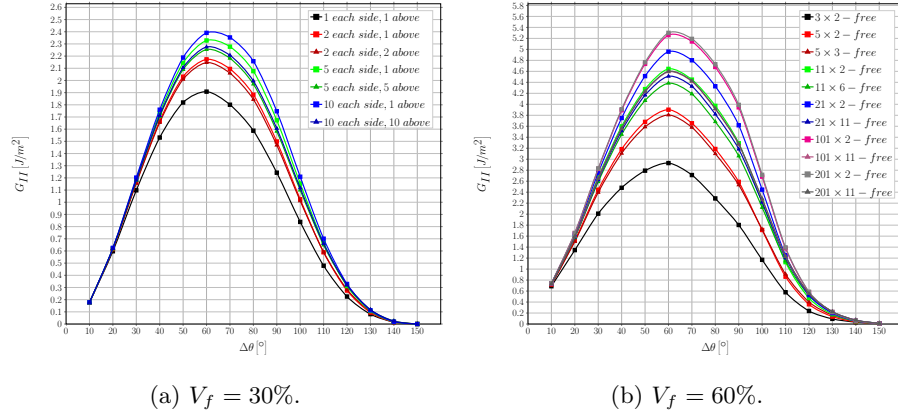 2.5
2.4
2.3
2.2
2.1
2
1.9
1.8
1.7
1.6
1.5
1.4
1.3
1.2
1.1
1
0.9
0.8
0.7
0.6
0.5
0.4
0.3
0.2
0.1
0
G_{II} [J/m²]
1 each side, 1 above
2 each side, 1 above
2 each side, 2 above
5 each side, 1 above
5 each side, 5 above
10 each side, 1 above
10 each side, 10 above
10 20 30 40 50 60 70 80 90 100 110 120 130 140 150
Δθ [°]
(a) V_f = 30%.
5.8
5.6
5.4
5.2
5
4.8
4.6
4.4
4.2
4
3.8
3.6
3.4
3.2
3
2.8
2.6
2.4
2.2
2
1.8
1.6
1.4
1.2
1
0.8
0.6
0.4
0.2
0
G_{II} [J/m²]
3 × 2 − free
5 × 2 − free
5 × 3 − free
11 × 2 − free
11 × 6 − free
21 × 2 − free
21 × 11 − free
101 × 2 − free
101 × 11 − free
201 × 2 − free
201 × 11 − free
10 20 30 40 50 60 70 80 90 100 110 120 130 140 150
Δθ [°]
(b) V_f = 60%.